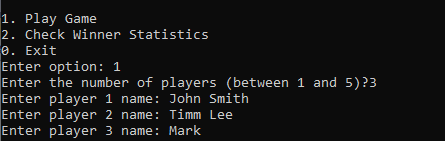 1. Play Game
2. Check Winner Statistics
0. Exit
Enter option: 1
Enter the number of players (between 1 and 5)?3
Enter player 1 name: John Smith
Enter player 2 name: Timm Lee
Enter player 3 name: Mark